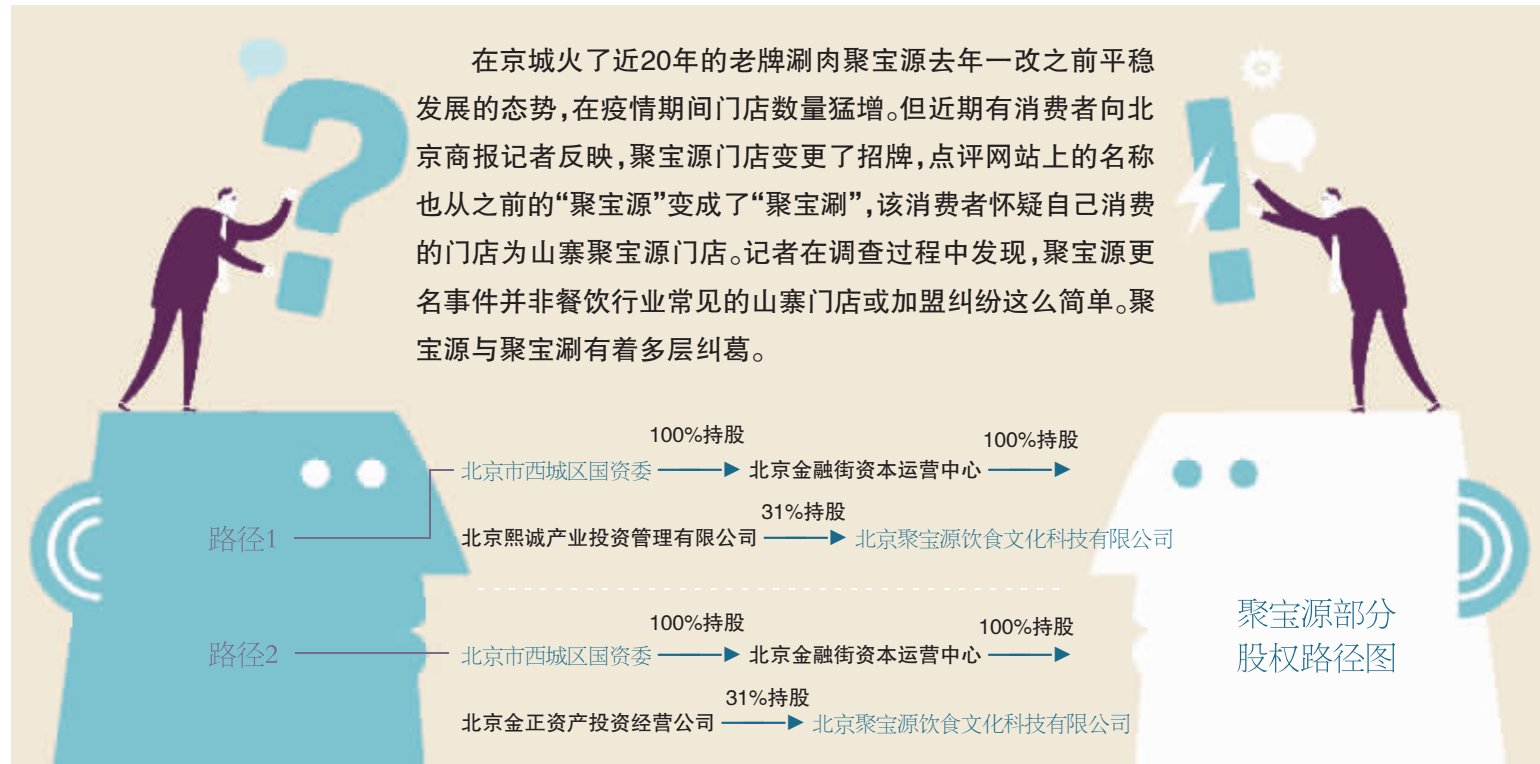 在京城火了近20年的老牌涮肉聚宝源去年一改之前平稳
发展的态势,在疫情期间门店数量猛增。但近期有消费者向北
京商报记者反映,聚宝源门店变更了招牌,点评网站上的名称
也从之前的“聚宝源”变成了“聚宝涮”,该消费者怀疑自己消费
的门店为山寨聚宝源门店。记者在调查过程中发现,聚宝源更
名事件并非餐饮行业常见的山寨门店或加盟纠纷这么简单。聚
宝源与聚宝涮有着多层纠葛。
路径1
100%持股 100%持股
北京市西城区国资委 北京金融街资本运营中心
31%持股
北京熙诚产业投资管理有限公司 北京聚宝源饮食文化科技有限公司
路径2
100%持股 100%持股
北京市西城区国资委 北京金融街资本运营中心
31%持股
北京金正资产投资经营公司 北京聚宝源饮食文化科技有限公司
聚宝源部分
股权路径图